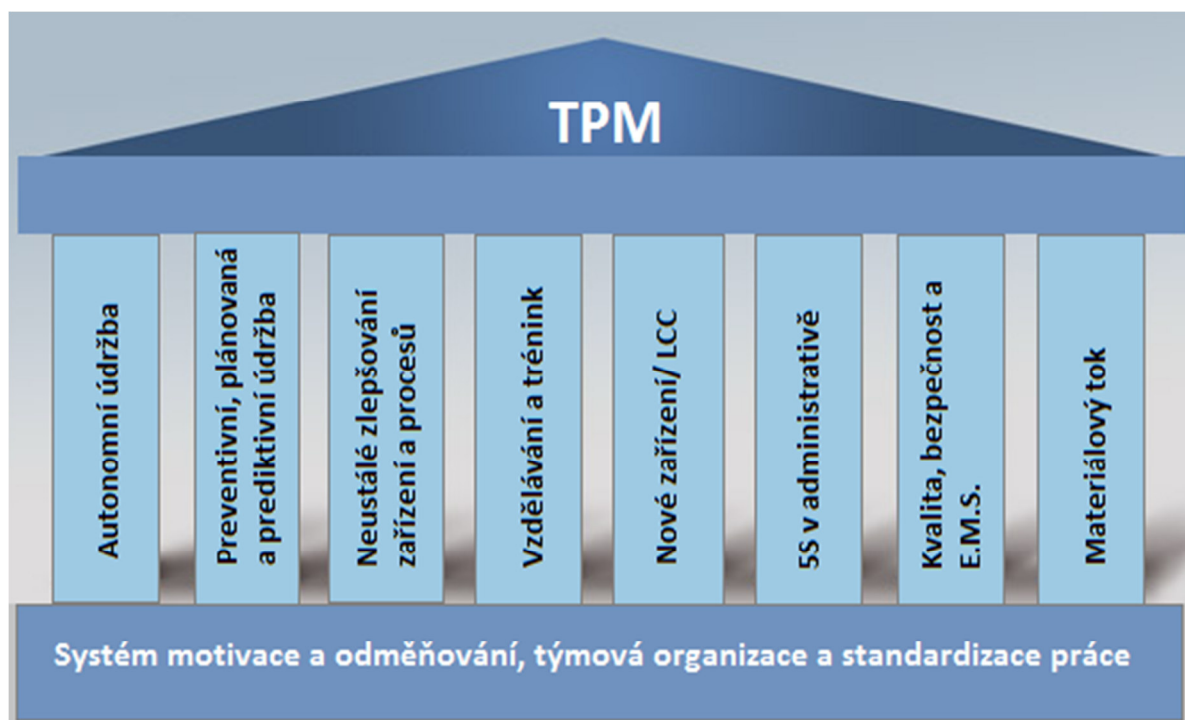 TPM
Autonomní údržba
Preventivní, plánovaná
a prediktivní údržba
Neustálé zlepšování
zařízení a procesů
Vzdělávání a trénink
Nové zařízení/ LCC
5S v administrativě
Kvalita, bezpečnost a
E.M.S.
Materiálový tok
Systém motivace a odměňování, týmová organizace a standardizace práce